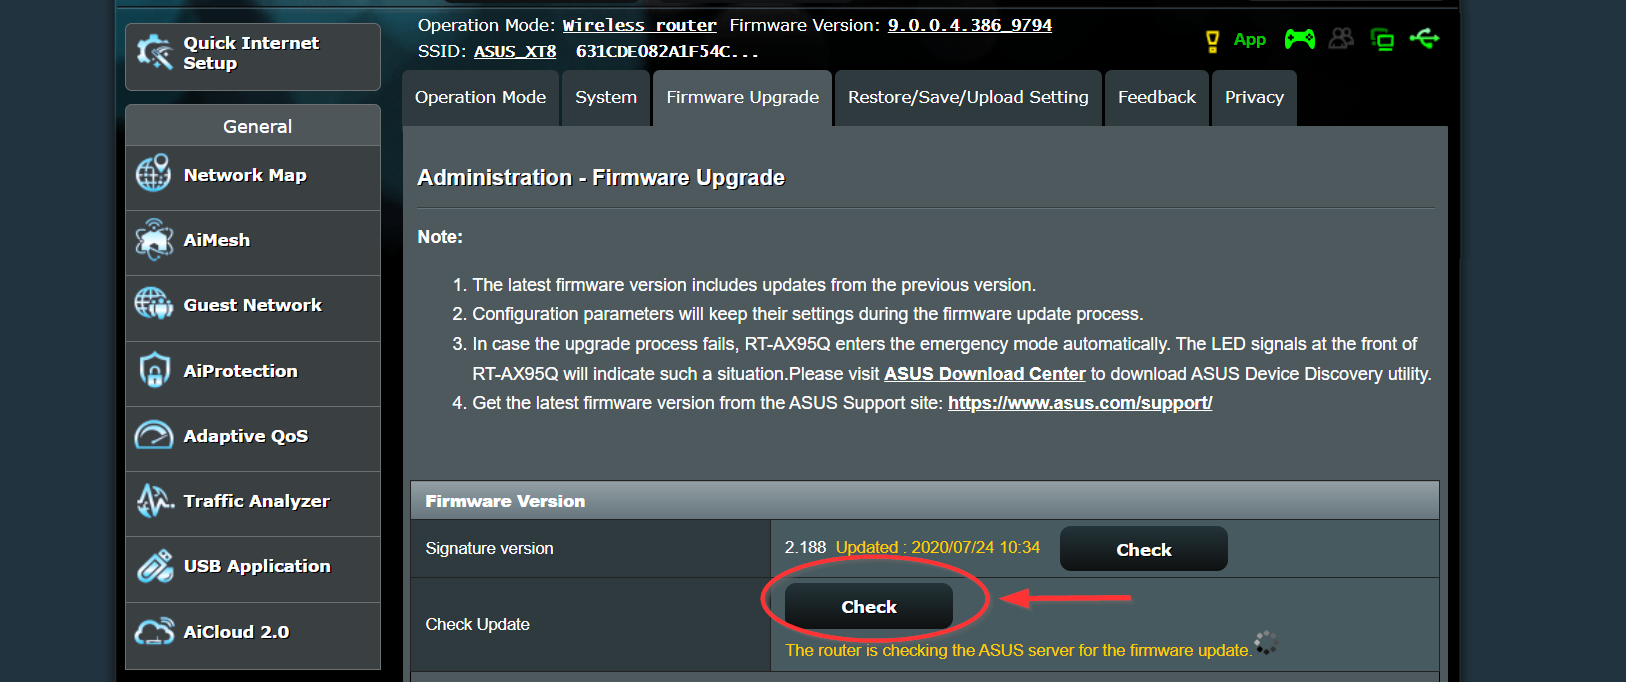 Operation Mode: Wireless router Firmware Version: 9.0.0.4.386_9794
SSID: ASUS_XT8 631CDE082A1F54C...
App
Quick Internet
Setup
General
Network Map
AiMesh
Guest Network
AiProtection
Adaptive QoS
Traffic Analyzer
USB Application
AiCloud 2.0
Operation Mode System Firmware Upgrade Restore/Save/Upload Setting Feedback Privacy
Administration - Firmware Upgrade
Note:
1. The latest firmware version includes updates from the previous version.
2. Configuration parameters will keep their settings during the firmware update process.
3. In case the upgrade process fails, RT-AX95Q enters the emergency mode automatically. The LED signals at the front of
RT-AX95Q will indicate such a situation.Please visit ASUS Download Center to download ASUS Device Discovery utility.
4. Get the latest firmware version from the ASUS Support site: https://www.asus.com/support/
Firmware Version
Signature version 2.188 Updated : 2020/07/24 10:34 Check
Check Update Check
The router is checking the ASUS server for the firmware update.